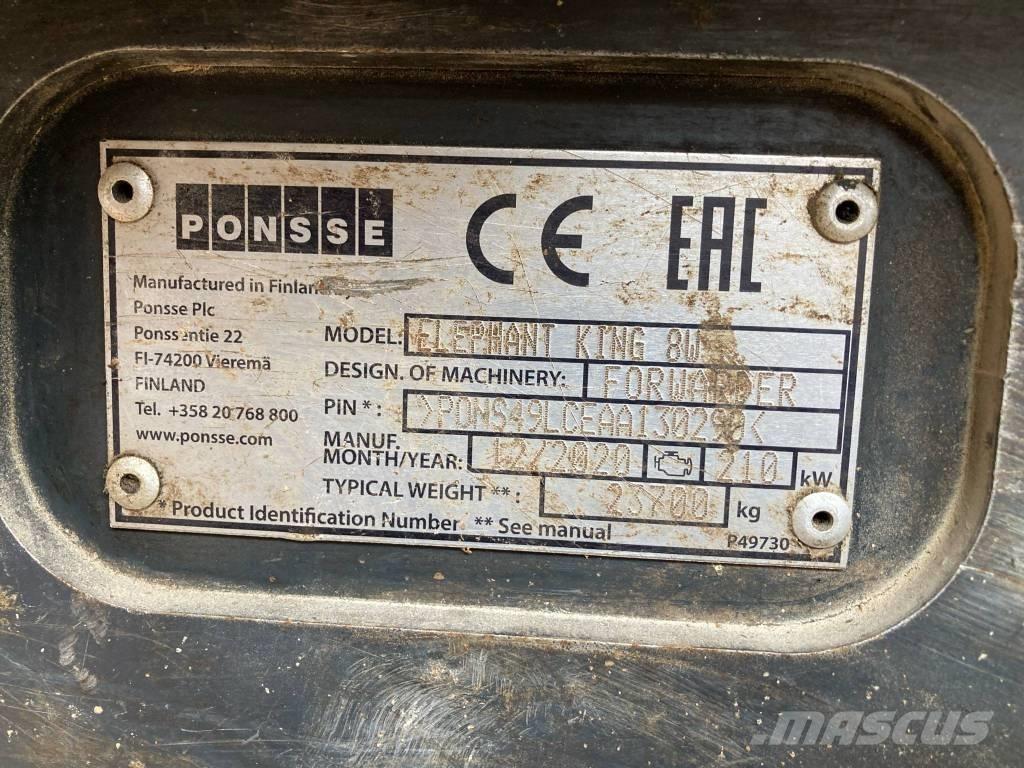 PONSSE CE EAC
Manufactured in
Ponsse Plc
Ponssentie 22
FI-74200 Vieremä
FINLAND
Tel. +358 20 768 800
www.ponsse.com
MODEL: ELEPHANT KING 8W
DESIGN. OF MACHINERY: FORWARDER
PiN * :
MANUF. MONTH/YEAR: 12/2020 210 kW
TYPICAL WEIGHT ** : 23700 kg
* Product Identification Number ** See manual
P49730
MASCUS